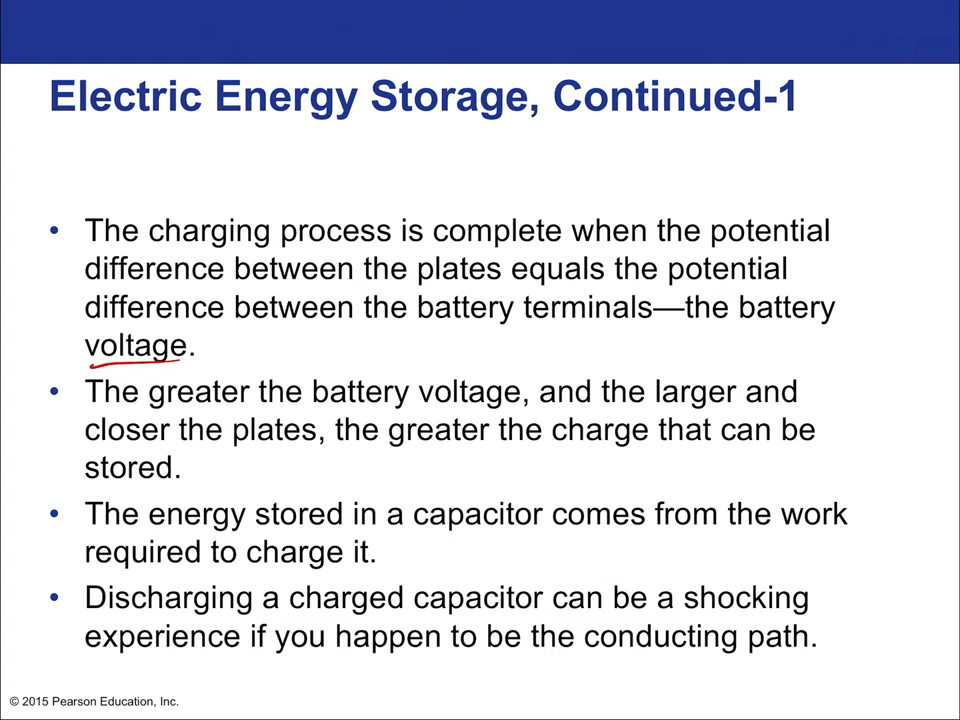 Electric Energy Storage, Continued-1
• The charging process is complete when the potential
difference between the plates equals the potential
difference between the battery terminals—the battery
voltage.
• The greater the battery voltage, and the larger and
closer the plates, the greater the charge that can be
stored.
• The energy stored in a capacitor comes from the work
required to charge it.
• Discharging a charged capacitor can be a shocking
experience if you happen to be the conducting path.
© 2015 Pearson Education, Inc.